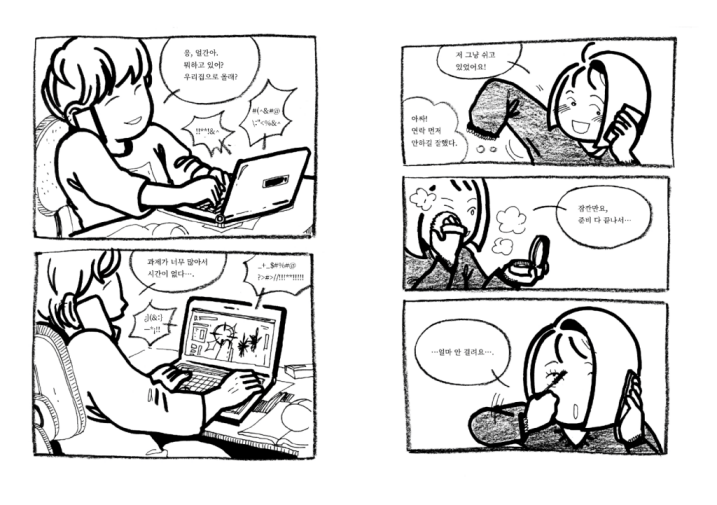 응, 얼간아.
뭐하고 있어?
우리집으로 올래?
#(~&#@)
!;"<%&~
!!*^!&~
과제가 너무 많아서
시간이 없다….
_+_$#%#@
?>#>//!!!**!!!!!!
;](&:]
—"j!!
저 그냥 쉬고
있었어요!
아싸!
연락 먼저
안하길 잘했다.
잠깐만요,
준비 다 끝나서…
…얼마 안 걸려요….